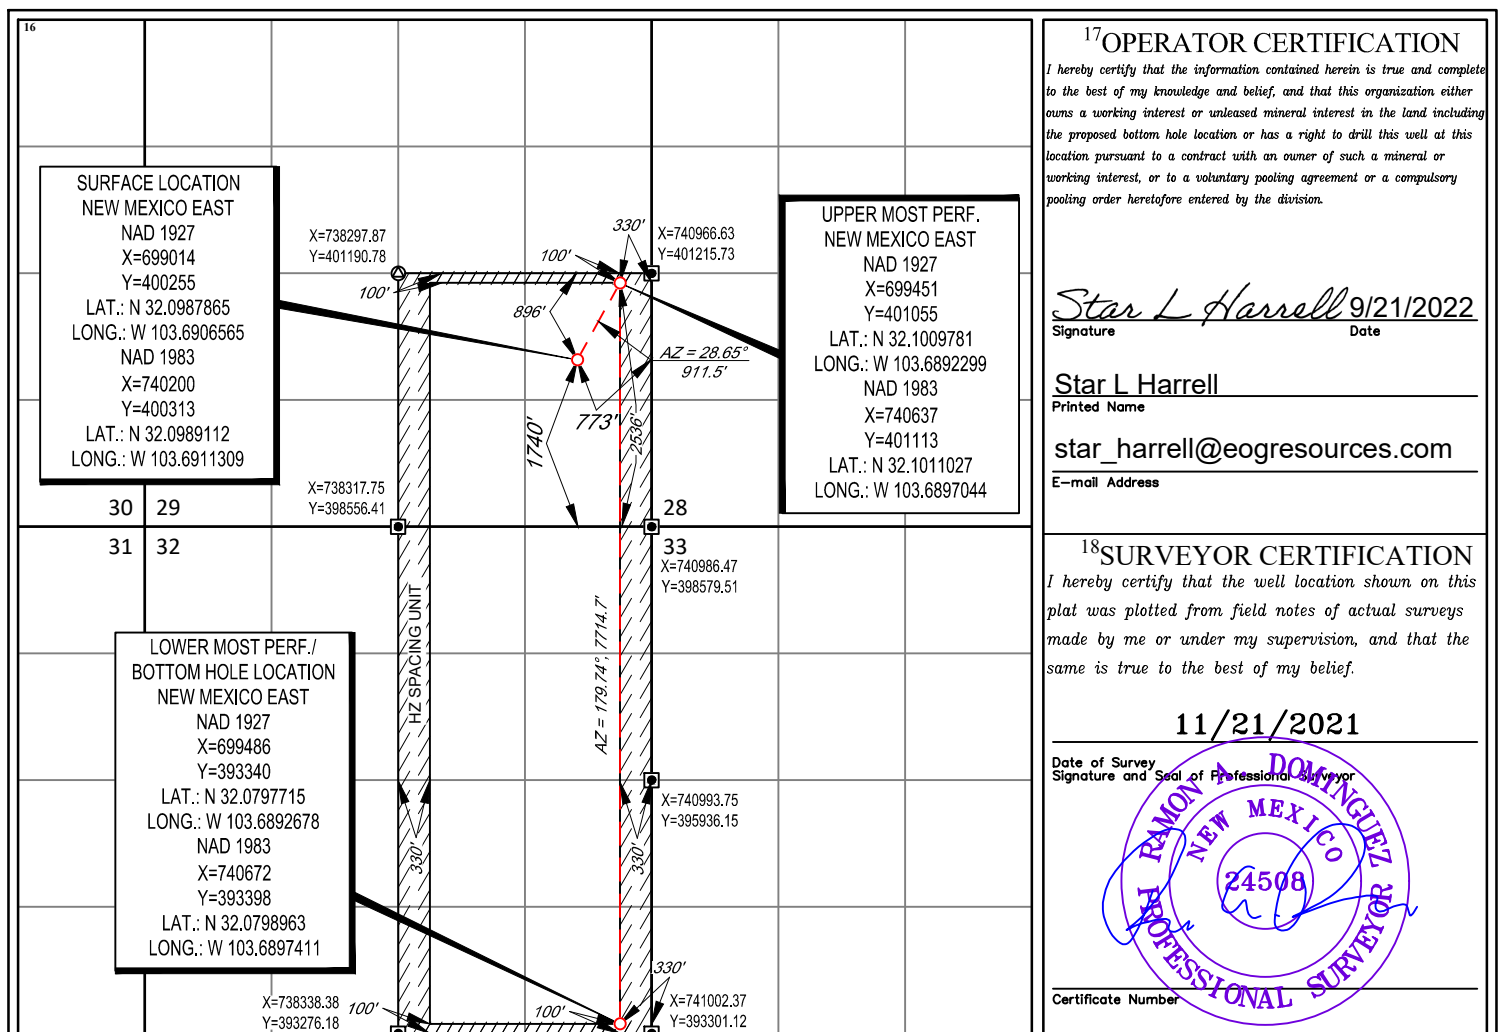 16
SURFACE LOCATION
NEW MEXICO EAST
NAD 1927
X=699014
Y=400255
LAT.: N 32.0987865
LONG.: W 103.6906565
NAD 1983
X=740200
Y=400313
LAT.: N 32.0989112
LONG.: W 103.6911309
X=738297.87
Y=401190.78
330'
X=740966.63
Y=401215.73
100'
100'
896'
AZ = 28.65°
911.5'
773'
1740'
2536'
UPPER MOST PERF.
NEW MEXICO EAST
NAD 1927
X=699451
Y=401055
LAT.: N 32.1009781
LONG.: W 103.6892299
NAD 1983
X=740637
Y=401113
LAT.: N 32.1011027
LONG.: W 103.6897044
X=738317.75
Y=398556.41
30 29
31 32
28
33
X=740986.47
Y=398579.51
HZ SPACING UNIT
AZ = 179.74°, 7714.7'
LOWER MOST PERF./
BOTTOM HOLE LOCATION
NEW MEXICO EAST
NAD 1927
X=699486
Y=393340
LAT.: N 32.0797715
LONG.: W 103.6892678
NAD 1983
X=740672
Y=393398
LAT.: N 32.0798963
LONG.: W 103.6897411
X=740993.75
Y=395936.15
330'
330'
330'
X=738338.38
Y=393276.18
100'
100'
X=741002.37
Y=393301.12
17OPERATOR CERTIFICATION
I hereby certify that the information contained herein is true and complete
to the best of my knowledge and belief, and that this organization either
owns a working interest or unleased mineral interest in the land including
the proposed bottom hole location or has a right to drill this well at this
location pursuant to a contract with an owner of such a mineral or
working interest, or to a voluntary pooling agreement or a compulsory
pooling order heretofore entered by the division.
Star L Harrell 9/21/2022
Signature Date
Star L Harrell
Printed Name
star_harrell@eogresources.com
E-mail Address
18SURVEYOR CERTIFICATION
I hereby certify that the well location shown on this
plat was plotted from field notes of actual surveys
made by me or under my supervision, and that the
same is true to the best of my belief.
11/21/2021
Date of Survey
Signature and Seal of Professional Surveyor
RAMON A. DOMINGUEZ
NEW MEXICO
24508
PROFESSIONAL SURVEYOR
Certificate Number